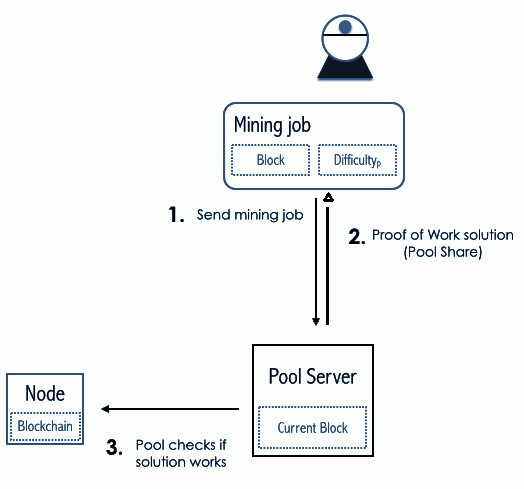 Mining job
Block
Difficultyp
1. Send mining job
2. Proof of Work solution
(Pool Share)
Pool Server
Current Block
Node
Blockchain
3. Pool checks if
solution works